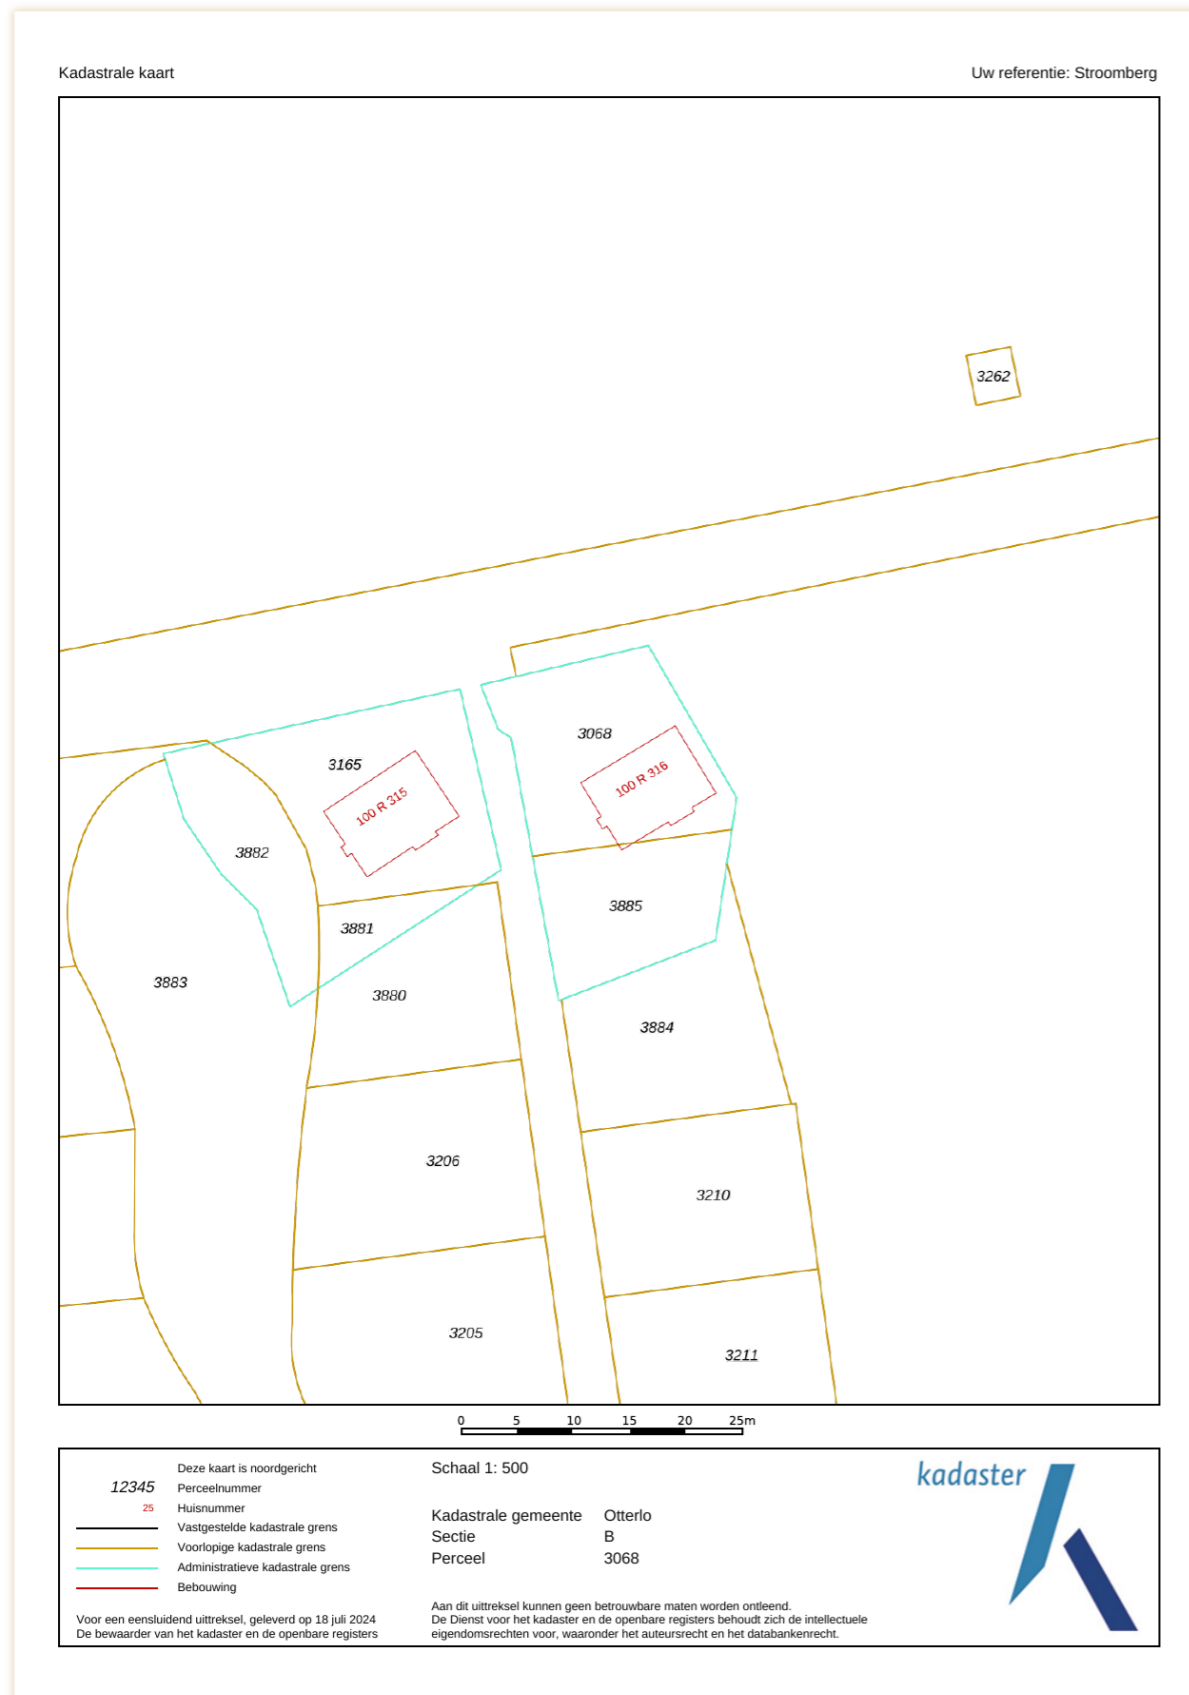 Kadastrale kaart
Uw referentie: Stroomberg
3262
3068
100 R 316
3165
100 R 315
3882
3885
3881
3883
3880
3884
3206
3210
3205
3211
0 5 10 15 20 25m
Deze kaart is noordgericht
12345 Perceelnummer
25 Huisnummer
Vastgestelde kadastrale grens
Voorlopige kadastrale grens
Administratieve kadastrale grens
Bebouwing
Voor een eensluidend uittreksel, geleverd op 18 juli 2024
De bewaarder van het kadaster en de openbare registers
Schaal 1: 500
Kadastrale gemeente Otterlo
Sectie B
Perceel 3068
Aan dit uittreksel kunnen geen betrouwbare maten worden ontleend.
De Dienst voor het kadaster en de openbare registers behoudt zich de intellectuele
eigendomsrechten voor, waaronder het auteursrecht en het databankenrecht.
kadaster